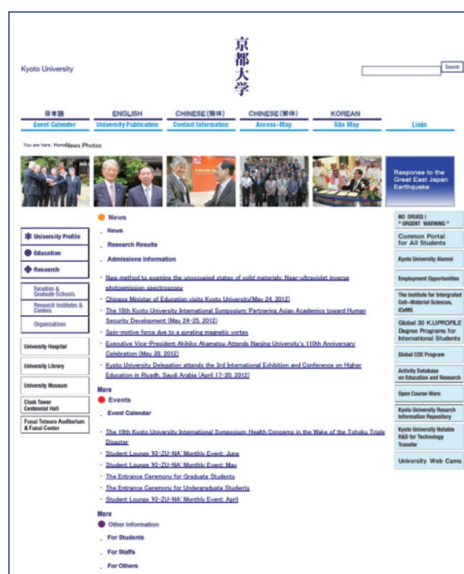 京都大学
Kyoto University
Search
日本語 ENGLISH CHINESE(簡体) CHINESE(繁体) KOREAN
Event Calender University Publication Contact Information Access・Map Site Map Links
You are here: Home News Photos
Response to the
Great East Japan
Earthquake
University Profile
Education
Research
Faculties &
Graduate Schools
Research Institutes &
Centers
Organizations
University Hospital
University Library
University Museum
Clock Tower
Centennial Hall
Funai Tetsuro Auditorium
& Funai Center
News
News
Research Results
Admissions Information
New method to examine the unoccupied states of solid materials: Near-ultraviolet inverse
photoemission spectroscopy
Chinese Minister of Education visits Kyoto University(May 24, 2012)
The 18th Kyoto University International Symposium: Partnering Asian Academics toward Human
Security Development (May 24-25, 2012)
Spin-motive force due to a gyrating magnetic vortex
Executive Vice-President Akihiko Akamatsu Attends Nanjing University's 110th Anniversary
Celebration (May 20, 2012)
Kyoto University Delegation attends the 3rd International Exhibition and Conference on Higher
Education in Riyadh, Saudi Arabia (April 17-20, 2012)
More
Events
Event Calendar
The 19th Kyoto University International Symposium: Health Concerns in the Wake of the Tohoku Triple
Disaster
Student Lounge 'KI-ZU-NA' Monthly Event: June
Student Lounge 'KI-ZU-NA' Monthly Event: May
The Entrance Ceremony for Graduate Students
The Entrance Ceremony for Undergraduate Students
Student Lounge 'KI-ZU-NA' Monthly Event: April
More
Other Information
For Students
For Staffs
For Others
NO DRUGS !
* URGENT WARNING *
Common Portal
for All Students
Kyoto University Alumni
Employment Opportunities
The Institute for Intergrated
Cell-Material Sciences,
iCeMS
Global 30 K.U.PROFILE
Degree Programs for
International Students
Global COE Program
Activity Database
on Education and Research
Open Course Ware
Kyoto University Research
Information Repository
Kyoto University Notable
R&D for Technology
Transfer
University Web Cams